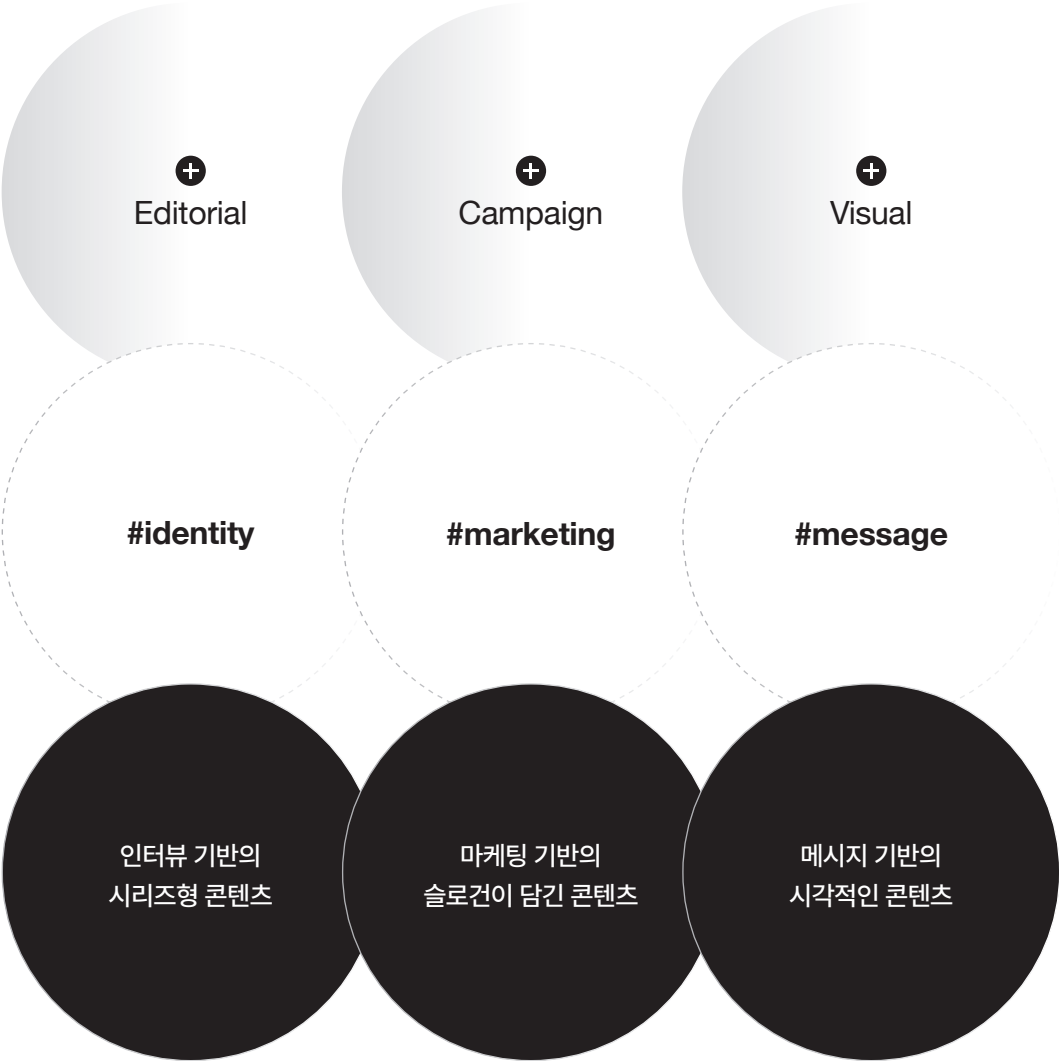 Editorial
Campaign
Visual
#identity
#marketing
#message
인터뷰 기반의
시리즈형 콘텐츠
마케팅 기반의
슬로건이 담긴 콘텐츠
메시지 기반의
시각적인 콘텐츠